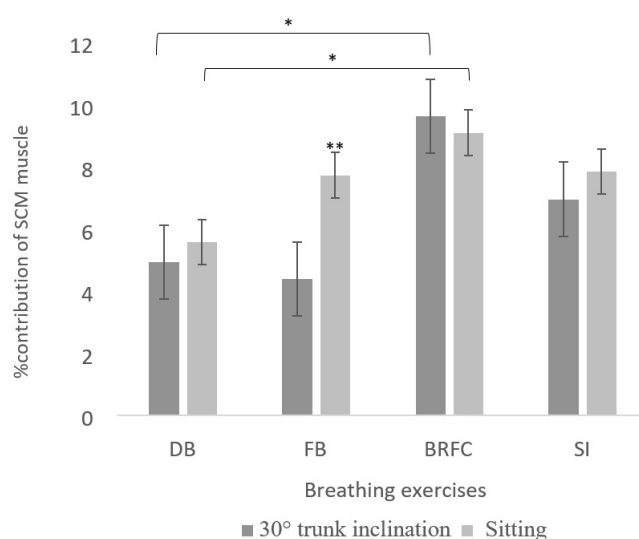 *
12
*
10
**
8
6
4
2
0
%contribution of SCM muscle
DB FB BRFC SI
Breathing exercises
30° trunk inclination Sitting